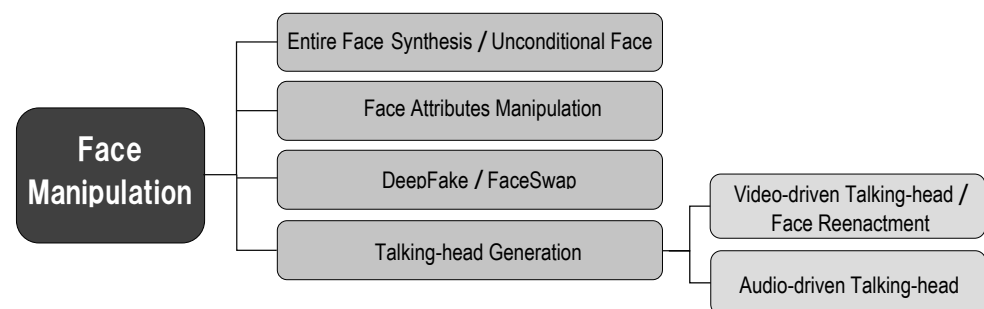 Face
Manipulation
Entire Face Synthesis / Unconditional Face
Face Attributes Manipulation
DeepFake / FaceSwap
Talking-head Generation
Video-driven Talking-head /
Face Reenactment
Audio-driven Talking-head